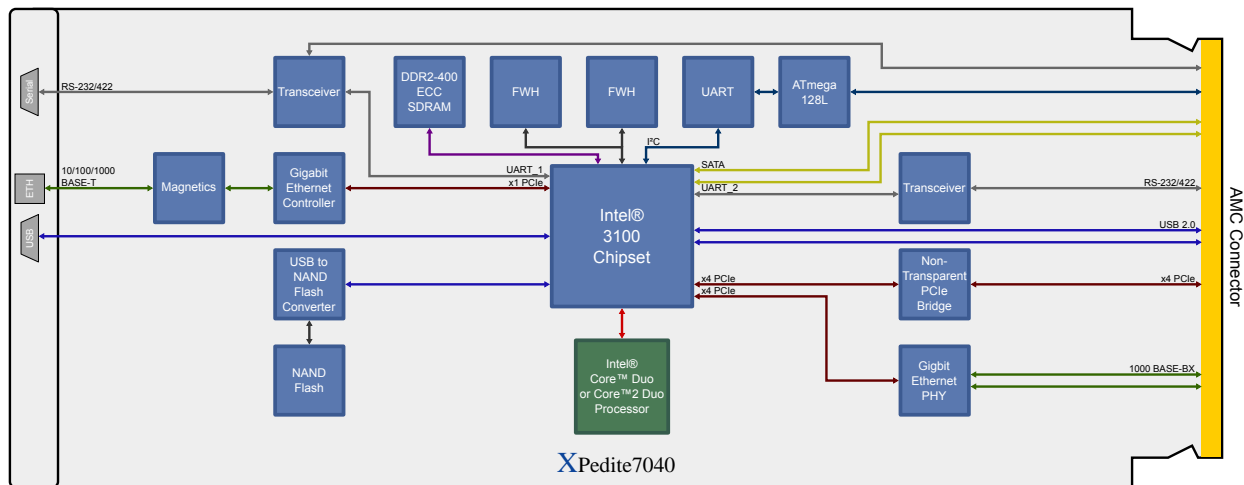 Serial
RS-232/422
Transceiver
DDR2-400
ECC
SDRAM
FWH
FWH
UART
ATmega
128L
I²C
SATA
UART_1
x1 PCIe
UART_2
10/100/1000
BASE-T
ETH
Magnetics
Gigabit
Ethernet
Controller
Intel®
3100
Chipset
Transceiver
RS-232/422
USB
USB 2.0
USB to
NAND
Flash
Converter
x4 PCIe
x4 PCIe
Non-
Transparent
PCIe
Bridge
x4 PCIe
AMC Connector
NAND
Flash
Intel®
Core™ Duo
or Core™2 Duo
Processor
Gigbit
Ethernet
PHY
1000 BASE-BX
XPedite7040